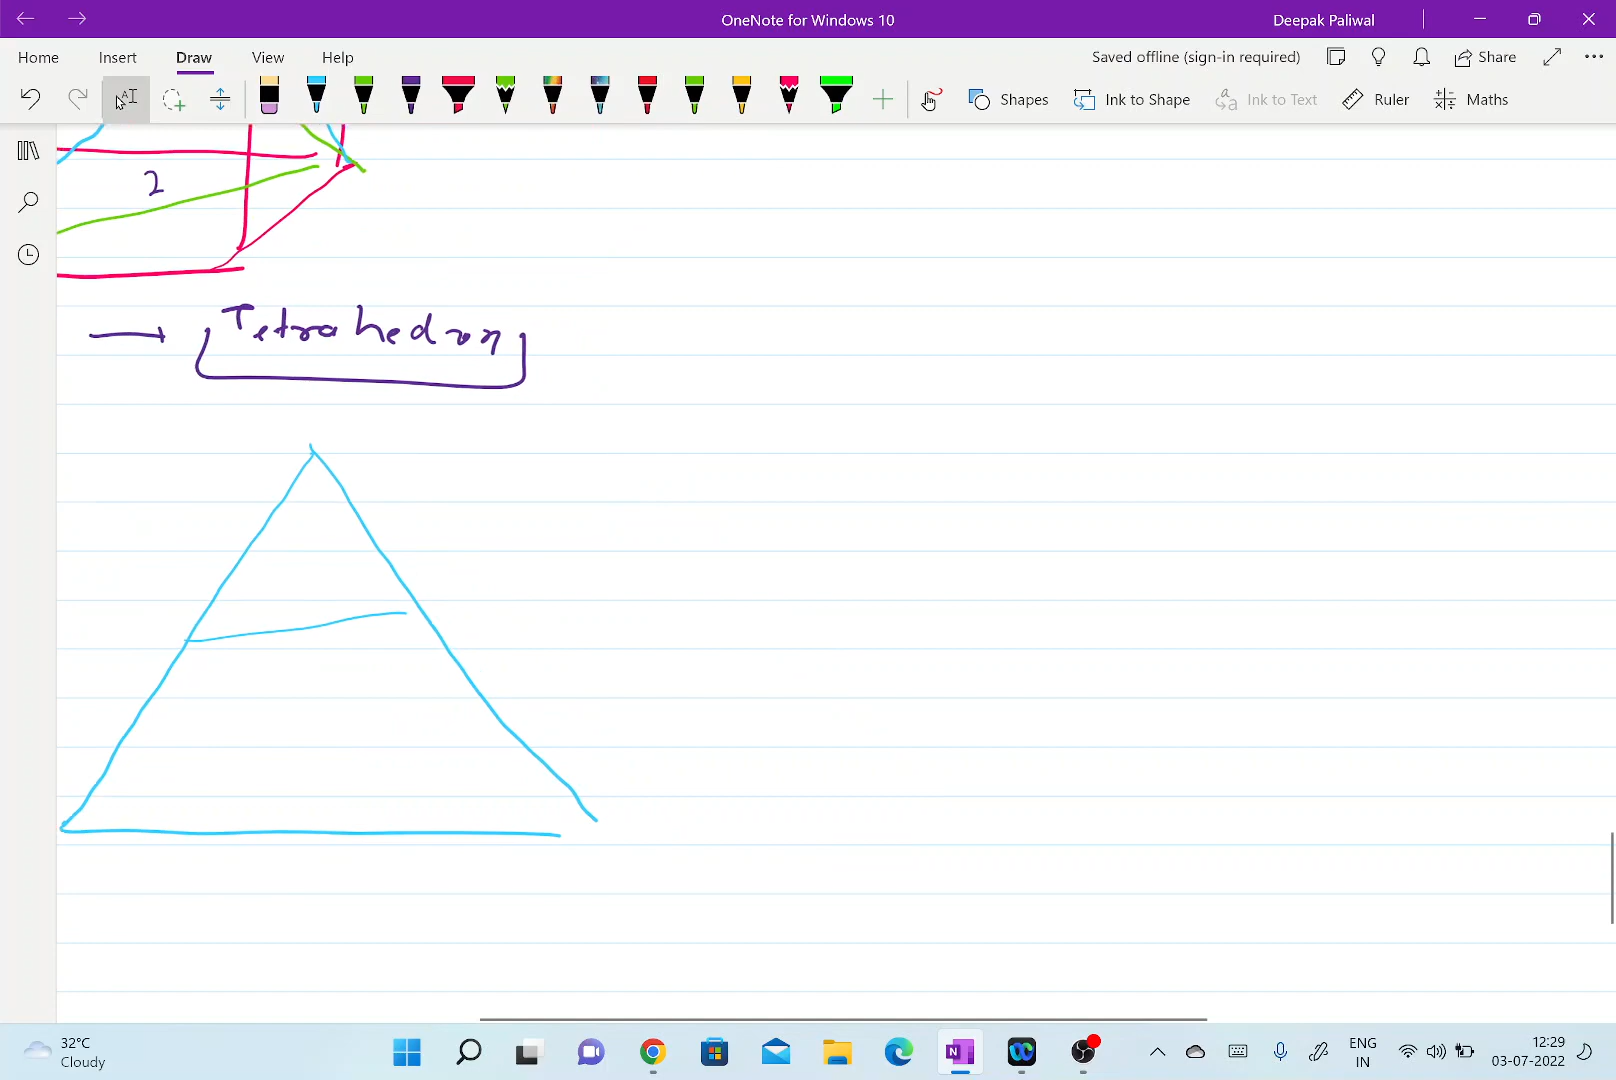 OneNote for Windows 10
Deepak Paliwal
Home Insert Draw View Help
Saved offline (sign-in required)
Share
Shapes
Ink to Shape
Ink to Text
Ruler
Maths
2
Tetrahedron
32°C
Cloudy
ENG
IN
12:29
03-07-2022